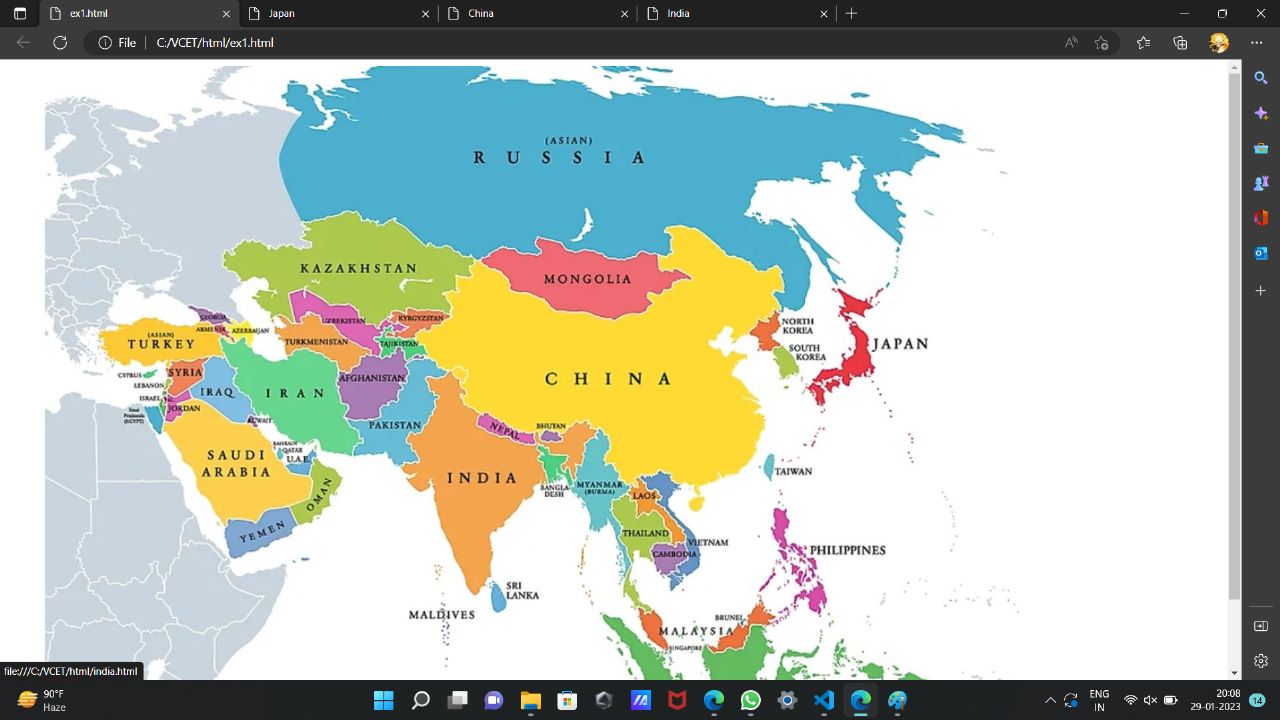 ex1.html
Japan
China
India
File
C:/VCET/html/ex1.html
(ASIAN)
RUSSIA
KAZAKHSTAN
MONGOLIA
GEORGIA
ARMENIA
AZERBAIJAN
UZBEKISTAN
KYRGYZSTAN
(ASIAN)
TURKEY
TURKMENISTAN
TAJIKISTAN
NORTH
KOREA
SOUTH
KOREA
JAPAN
CYPRUS
SYRIA
LEBANON
ISRAEL
IRAQ
IRAN
AFGHANISTAN
CHINA
JORDAN
Sinai
Peninsula
(EGYPT)
KUWAIT
PAKISTAN
NEPAL
BHUTAN
BAHRAIN
QATAR
U.A.E.
SAUDI
ARABIA
OMAN
YEMEN
INDIA
BANGLA
DESH
MYANMAR
(BURMA)
LAOS
TAIWAN
THAILAND
VIETNAM
CAMBODIA
PHILIPPINES
SRI
LANKA
MALDIVES
BRUNEI
MALAYSIA
SINGAPORE
file:///C:/VCET/html/india.html
90°F
Haze
ENG
IN
20:08
29-01-2023
14